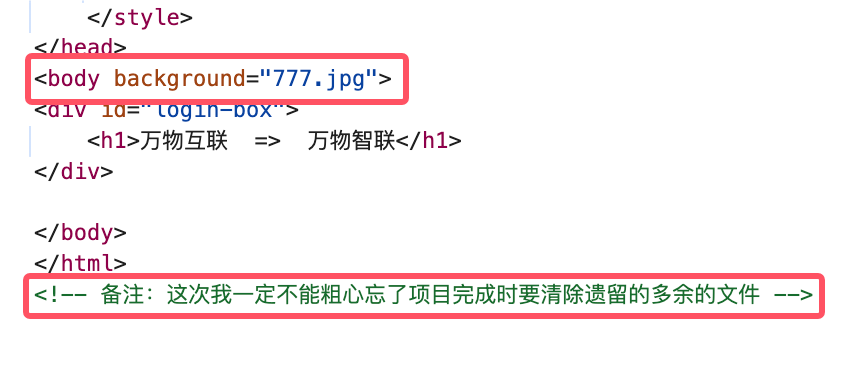 </style>
</head>
<body background="777.jpg">
<div id="login-box">
<h1>万物互联  =>  万物智联</h1>
</div>
</body>
</html>
<!-- 备注：这次我一定不能粗心忘了项目完成时要清除遗留的多余的文件 -->